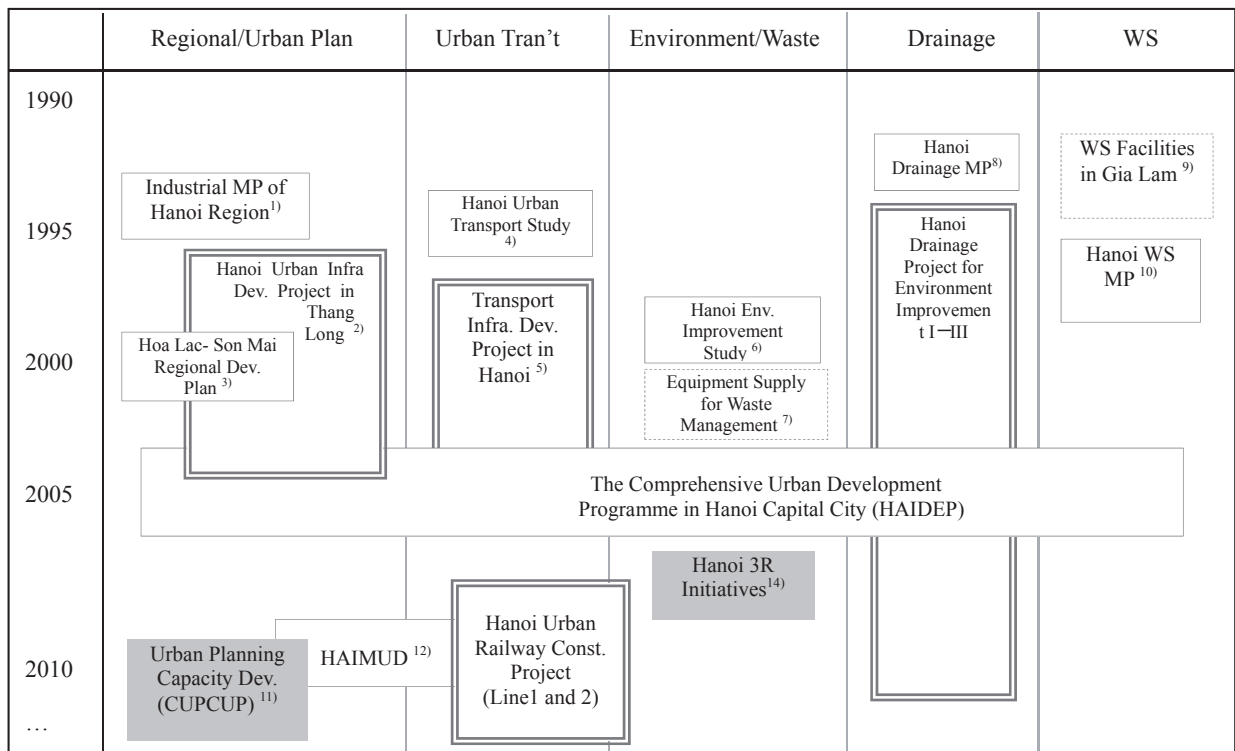 Regional/Urban Plan
Urban Tran't
Environment/Waste
Drainage
WS
1990
1995
2000
2005
2010
…
Industrial MP of
Hanoi Region1)
Hanoi Urban Infra
Dev. Project in
Thang
Long 2)
Hoa Lac- Son Mai
Regional Dev.
Plan 3)
Hanoi Urban
Transport Study
4)
Transport
Infra. Dev.
Project in
Hanoi 5)
Hanoi Env.
Improvement
Study 6)
Equipment Supply
for Waste
Management 7)
Hanoi
Drainage MP8)
Hanoi
Drainage
Project for
Environment
Improvemen
t I–III
WS Facilities
in Gia Lam 9)
Hanoi WS
MP 10)
The Comprehensive Urban Development
Programme in Hanoi Capital City (HAIDEP)
Hanoi 3R
Initiatives14)
Urban Planning
Capacity Dev.
(CUPCUP) 11)
HAIMUD 12)
Hanoi Urban
Railway Const.
Project
(Line1 and 2)